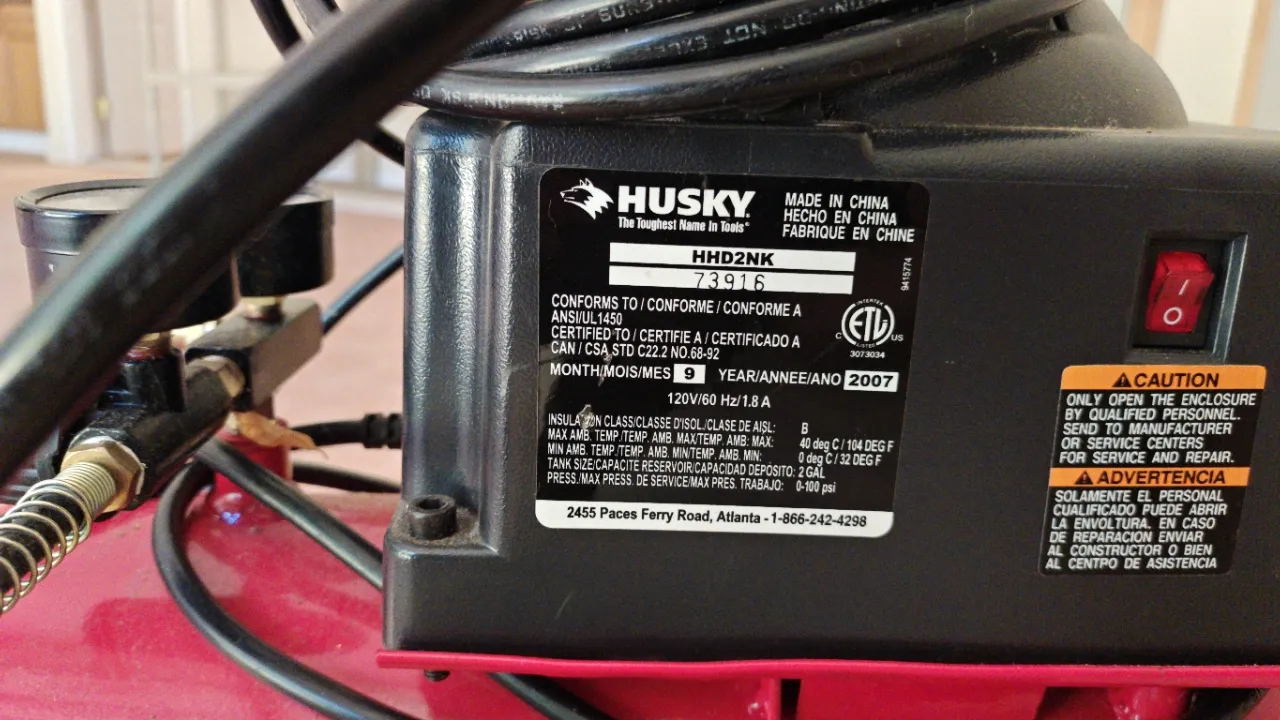 HUSKY
The Toughest Name In Tools
MADE IN CHINA
HECHO EN CHINA
FABRIQUE EN CHINE
HHD2NK
73916
9415774
CONFORMS TO / CONFORME / CONFORME A
ANSI/UL1450
CERTIFIED TO / CERTIFIE A / CERTIFICADO A
CAN / CSA STD C22.2 NO.68-92
INTERTEK
ETL
C US
LISTED
3073034
MONTH/MOIS/MES 9 YEAR/ANNEE/ANO 2007
120V/60 Hz/1.8 A
INSULATION CLASS/CLASSE D'ISOL./CLASE DE AISL: B
MAX AMB. TEMP./TEMP. AMB. MAX/TEMP. AMB: MAX: 40 deg C / 104 DEG F
MIN AMB. TEMP./TEMP. AMB. MIN/TEMP. AMB. MIN: 0 deg C / 32 DEG F
TANK SIZE/CAPACITE RESERVOIR/CAPACIDAD DEPÓSITO: 2 GAL
PRESS./MAX PRESS. DE SERVICE/MAX PRES. TRABAJO: 0-100 psi
2455 Paces Ferry Road, Atlanta - 1-866-242-4298
I
O
CAUTION
ONLY OPEN THE ENCLOSURE
BY QUALIFIED PERSONNEL.
SEND TO MANUFACTURER
OR SERVICE CENTERS
FOR SERVICE AND REPAIR.
ADVERTENCIA
SOLAMENTE EL PERSONAL
CUALIFICADO PUEDE ABRIR
LA ENVOLTURA. EN CASO
DE REPARACION ENVIAR
AL CONSTRUCTOR O BIEN
AL CENTRO DE ASISTENCIA